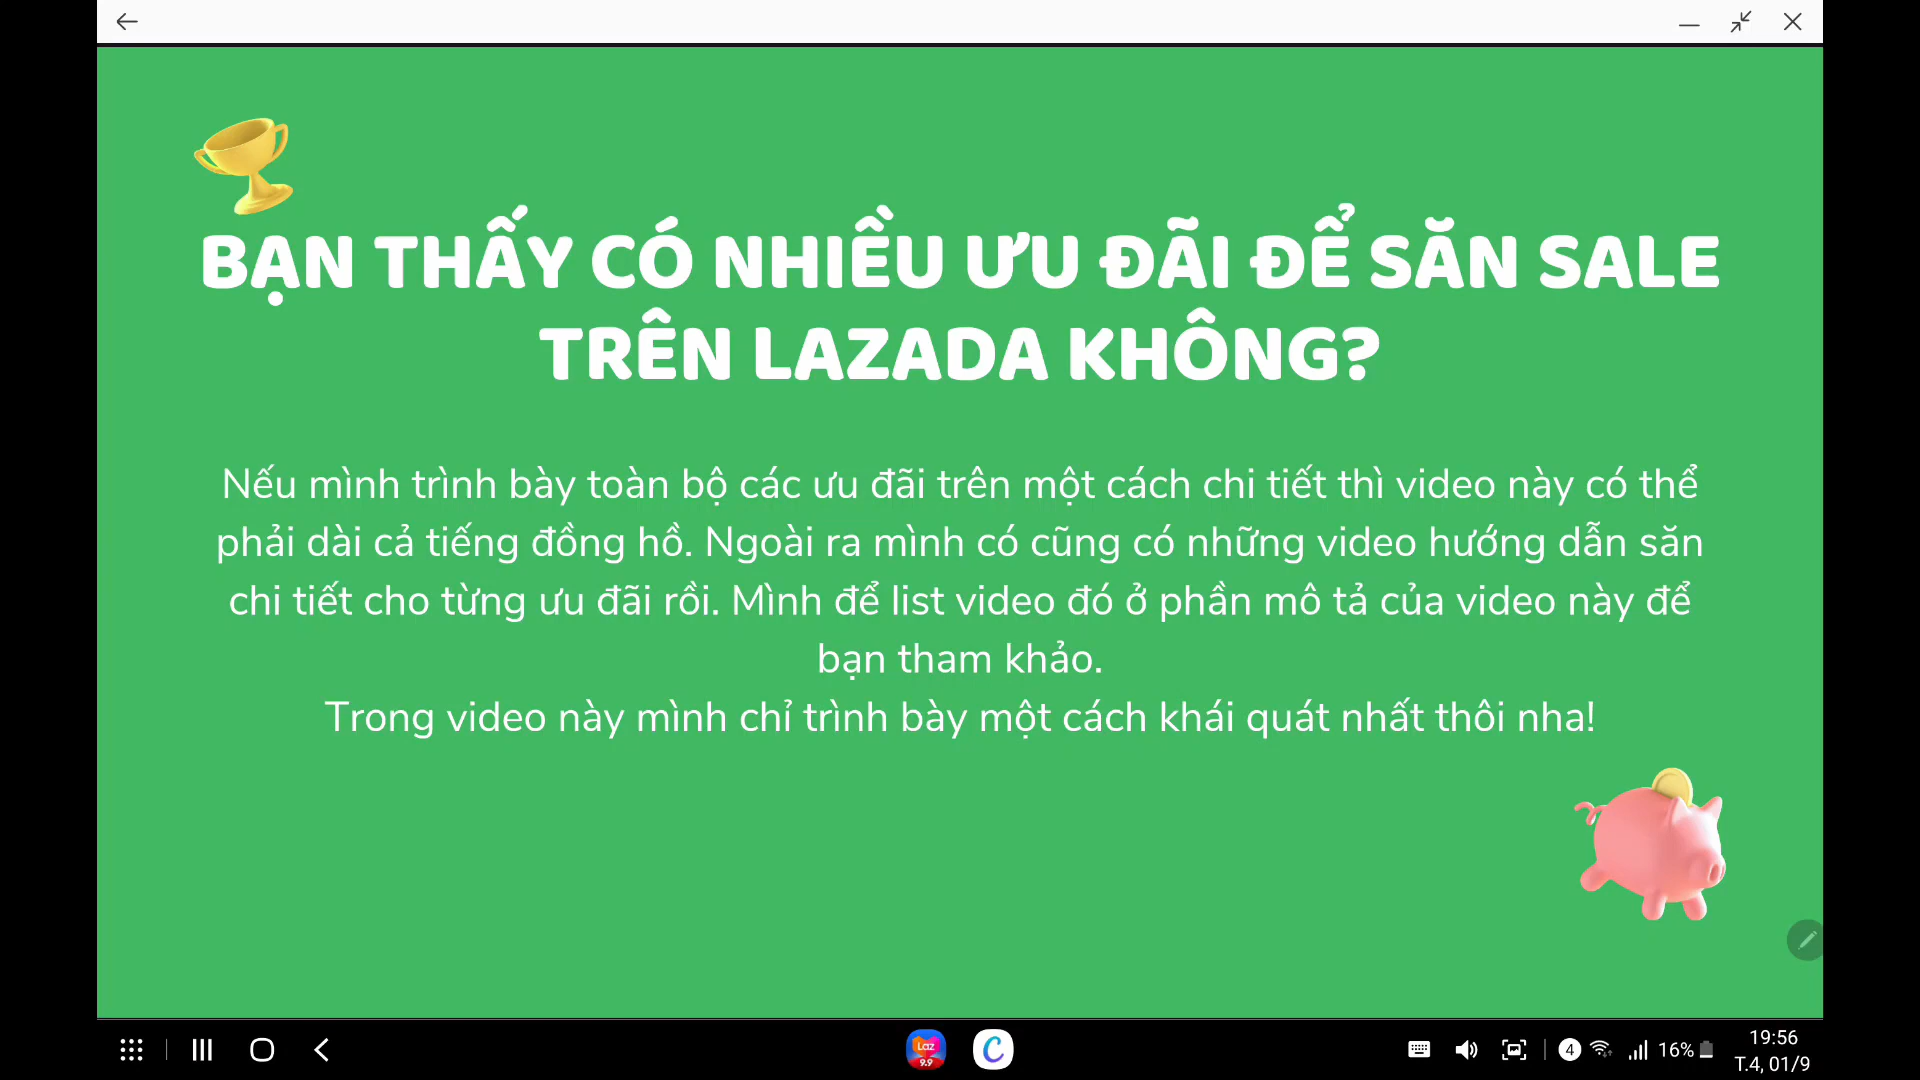 BẠN THẤY CÓ NHIỀU ƯU ĐÃI ĐỂ SĂN SALE
TRÊN LAZADA KHÔNG?
Nếu mình trình bày toàn bộ các ưu đãi trên một cách chi tiết thì video này có thể
phải dài cả tiếng đồng hồ. Ngoài ra mình có cũng có những video hướng dẫn săn
chi tiết cho từng ưu đãi rồi. Mình để list video đó ở phần mô tả của video này để
bạn tham khảo.
Trong video này mình chỉ trình bày một cách khái quát nhất thôi nha!
Laz
9.9
C
4
16%
19:56
T.4, 01/9